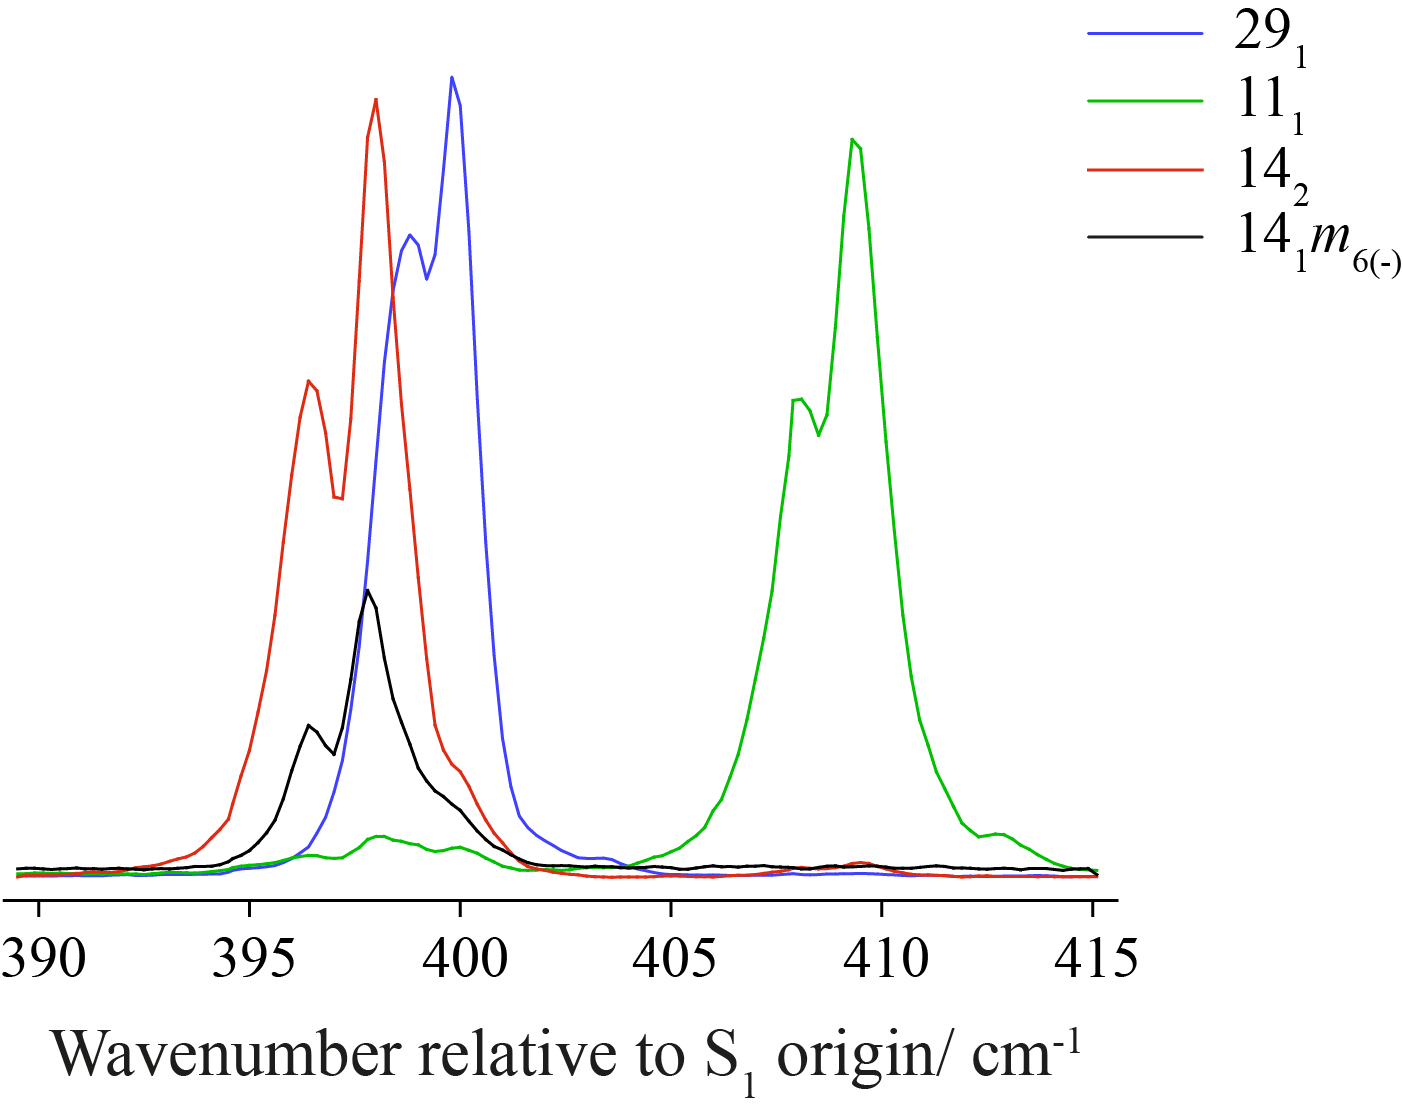 29₁
11₁
14₂
14₁m₆₍₋₎
390 395 400 405 410 415
Wavenumber relative to S₁ origin/ cm⁻¹